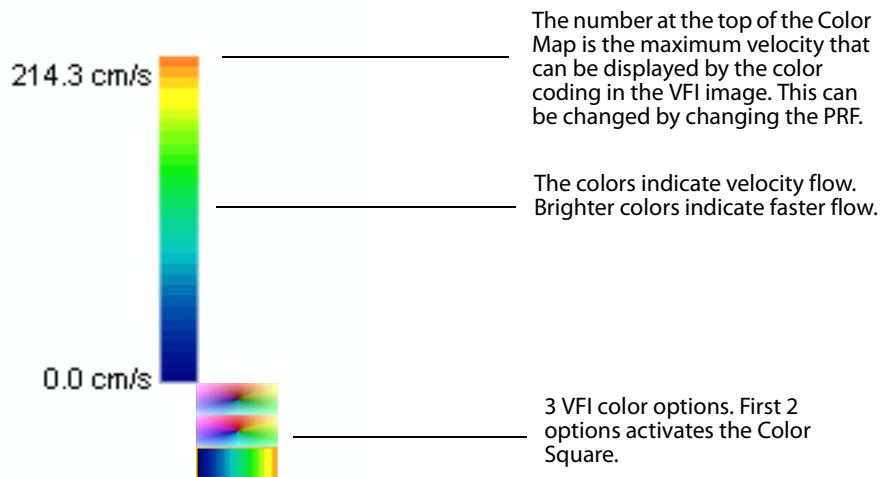 The number at the top of the Color
Map is the maximum velocity that
can be displayed by the color
coding in the VFI image. This can
be changed by changing the PRF.
214.3 cm/s
The colors indicate velocity flow.
Brighter colors indicate faster flow.
0.0 cm/s
3 VFI color options. First 2
options activates the Color
Square.